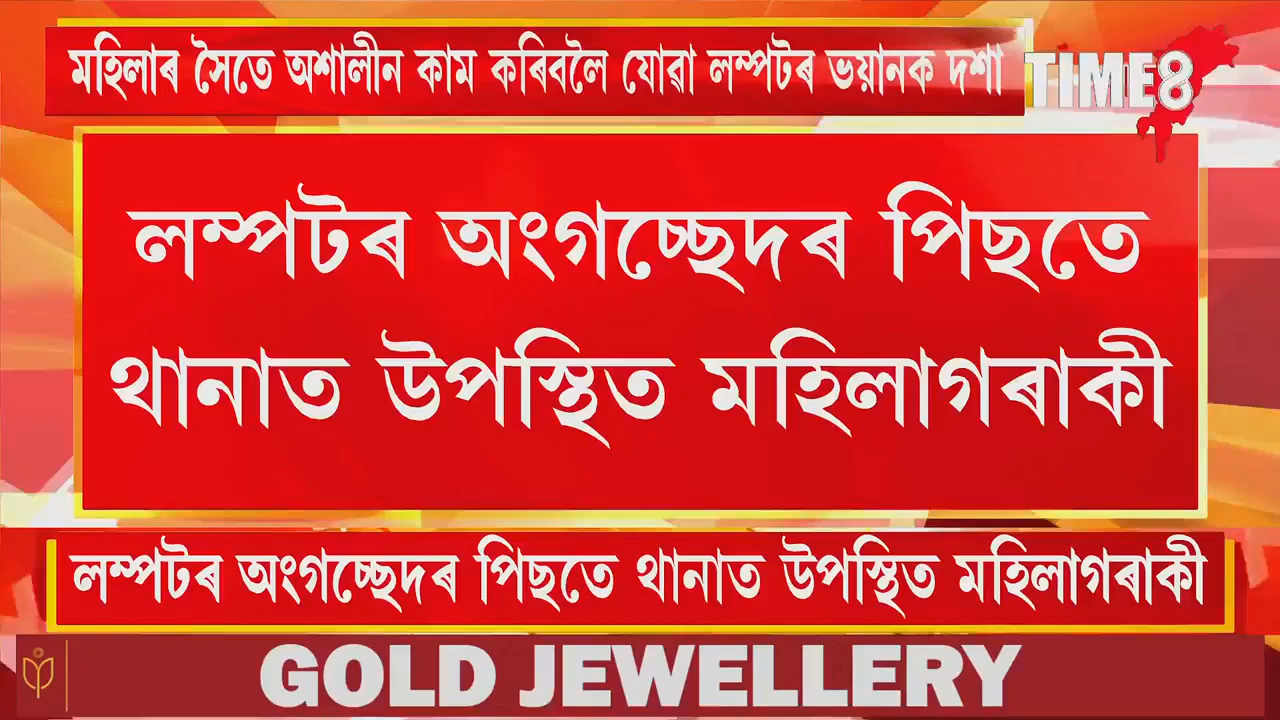 মহিলাৰ সৈতে অশালীন কাম কৰিবলৈ যোৱা লম্পটৰ ভয়ানক দশা
TIME8
লম্পটৰ অংগচ্ছেদৰ পিছতে
থানাত উপস্থিত মহিলাগৰাকী
লম্পটৰ অংগচ্ছেদৰ পিছতে থানাত উপস্থিত মহিলাগৰাকী
GOLD JEWELLERY